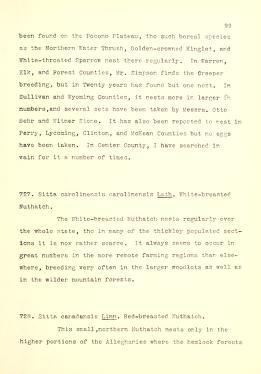 99
been found on the Pocono Plateau, the such boreal species
as the Northern Water Thrush, Golden-crowned Kinglet, and
White-throated Sparrow nest there regularly. In Warren,
Elk, and Forest Counties, Mr. Simpson finds the Creeper
breeding, but in Twenty years has found but one nest. In
Sullivan and Wyoming Counties, it nests more in larger
numbers,and several sets have been taken by Messrs. Otto
Behr and Hitner Stone. It has also been reported to nest in
Perry, Lycoming, Clinton, and McKean Counties but no eggs
have been taken. In Center County, I have searched in
vain for it a number of times.
727. Sitta carolinensis carolinensis Lath. White-breasted
Nuthatch.
The White-breasted Nuthatch nests regularly over
the whole state, tho in many of the thickley populated sect-
ions it is now rather scarce. It always seems to occur in
great numbers in the more remote farming regions than else-
where, breeding very often in the larger woodlots as well as
in the wilder mountain forests.
728. Sitta canadensis Linn. Red-breasted Nuthatch.
This small,northern Nuthatch nests only in the
higher portions of the Alleghanies where the hemlock forests